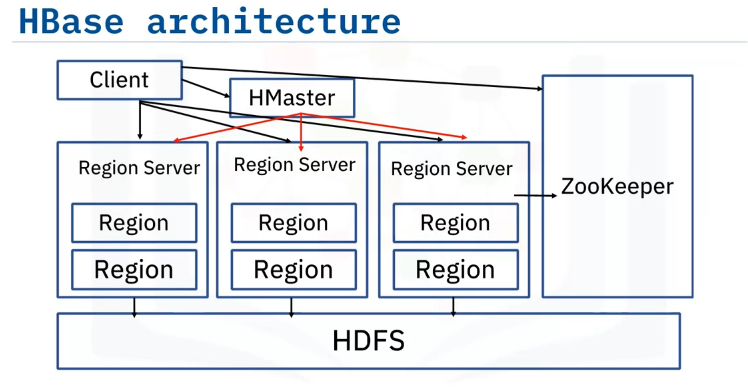 HBase architecture
Client
HMaster
Region Server
Region Server
Region Server
ZooKeeper
Region
Region
Region
Region
Region
Region
HDFS